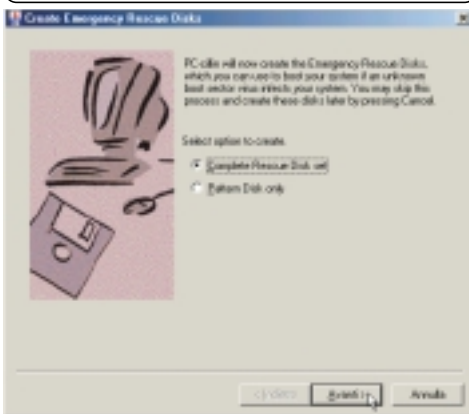 Create Emergency Rescue Disks
PC-cillin will now create the Emergency Rescue Disks,
which you can use to boot your system if an unknown
boot sector virus infects your system. You may skip this
process and create these disks later by pressing Cancel.
Select option to create.
Complete Rescue Disk set
Pattern Disk only
< Indietro
Avanti >
Annulla